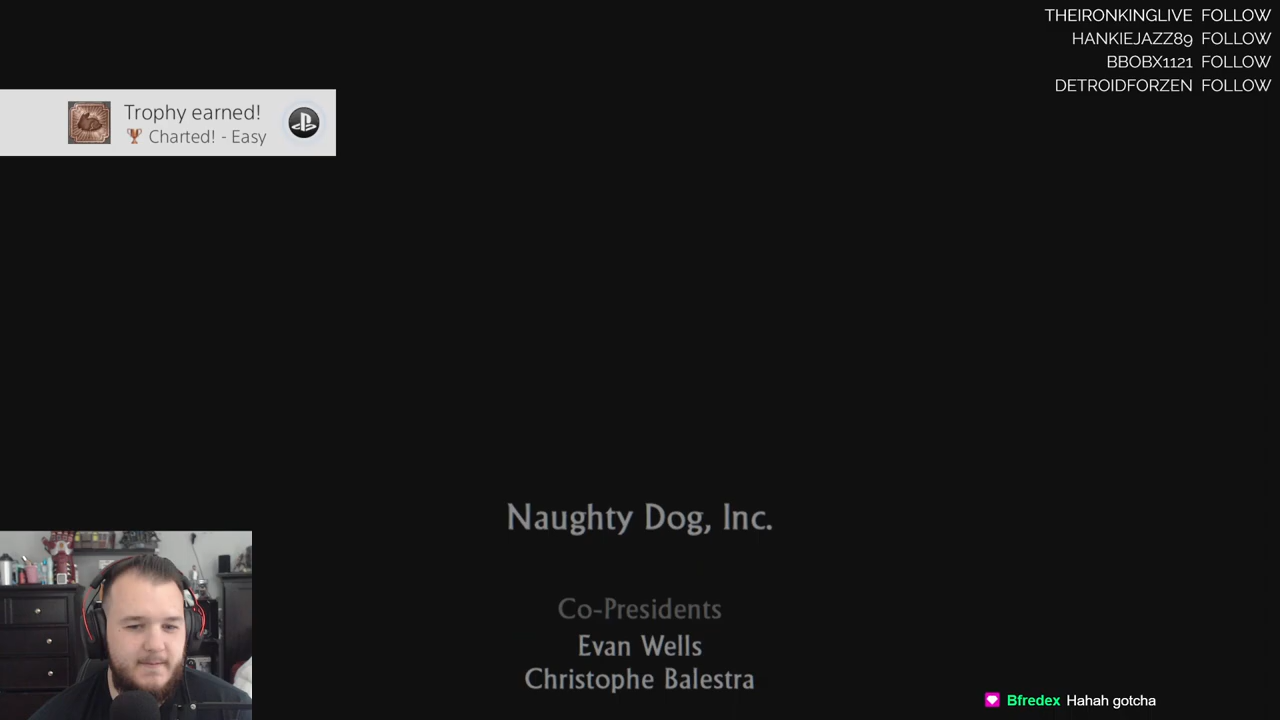 THEIRONKINGLIVE FOLLOW
HANKIEJAZZ89 FOLLOW
BBOBX1121 FOLLOW
DETROIDFORZEN FOLLOW
Trophy earned!
Charted! - Easy
Naughty Dog, Inc.
Co-Presidents
Evan Wells
Christophe Balestra
Bfredex Hahah gotcha